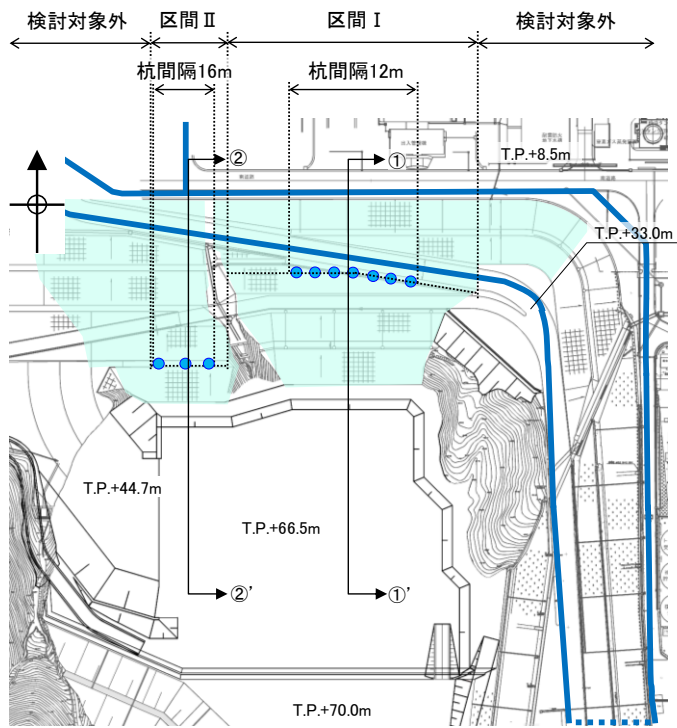 検討対象外
区間Ⅱ
区間Ⅰ
検討対象外
杭間隔16m
杭間隔12m
②
①
T.P.+8.5m
T.P.+33.0m
T.P.+44.7m
T.P.+66.5m
②’
①’
T.P.+70.0m